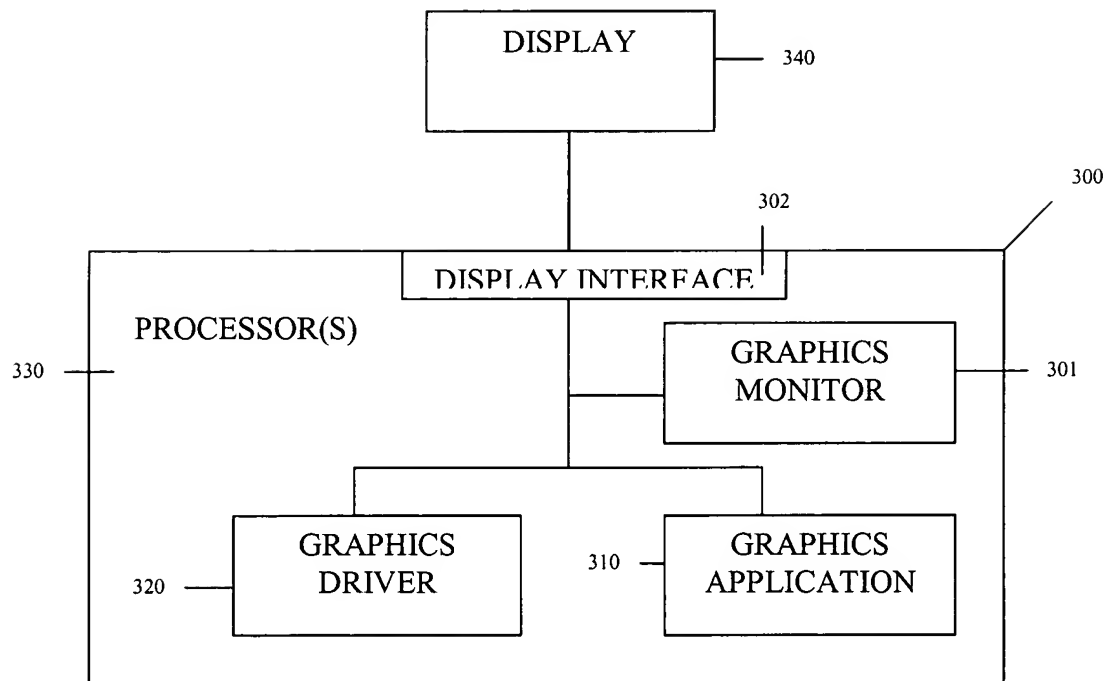 DISPLAY
340
300
302
DISPLAY INTERFACE
PROCESSOR(S)
330
GRAPHICS
MONITOR
301
GRAPHICS
DRIVER
320
GRAPHICS
APPLICATION
310